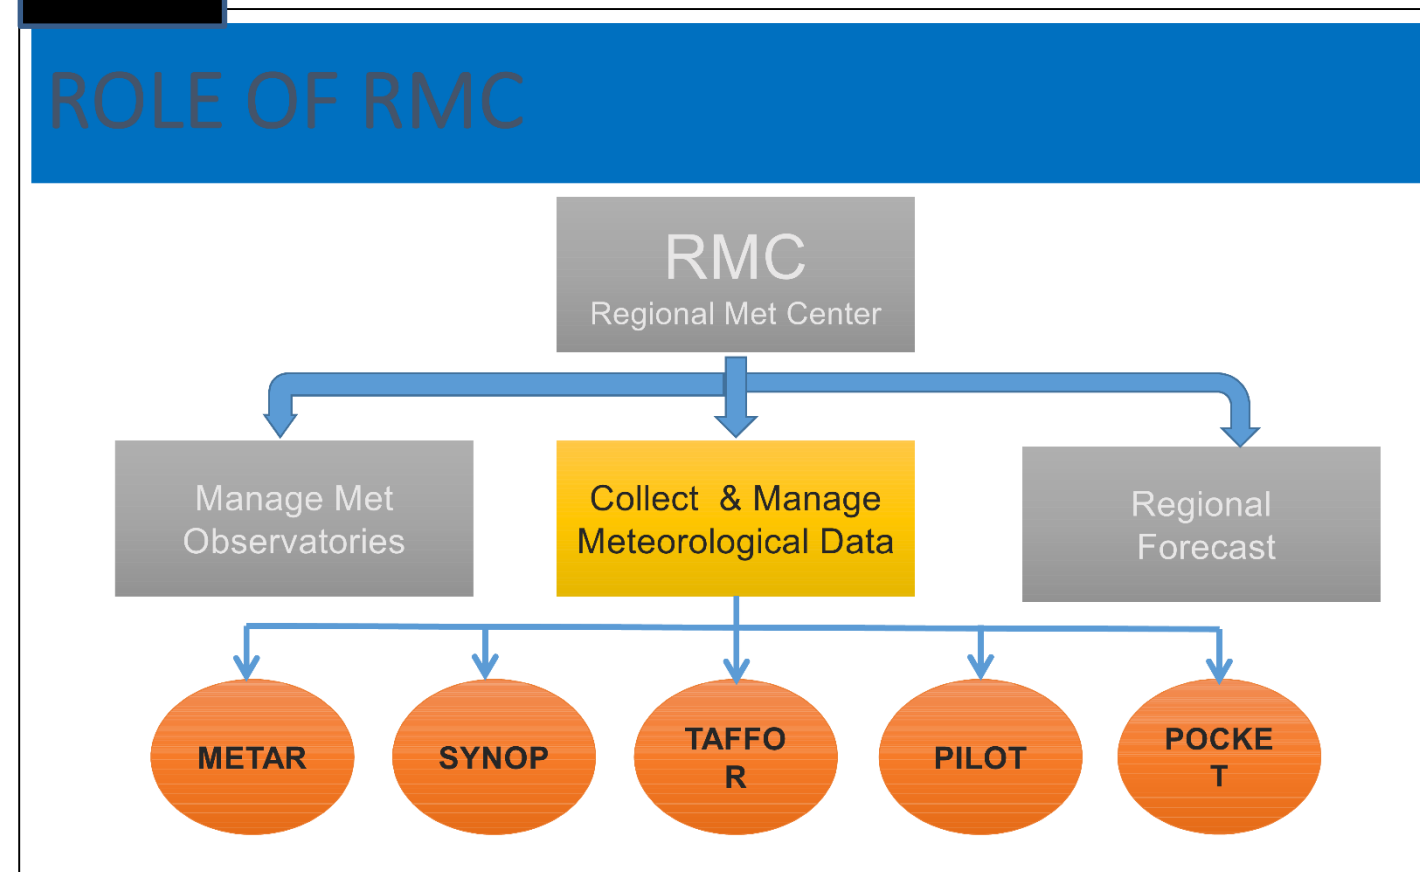 ROLE OF RMC
RMC
Regional Met Center
Manage Met
Observatories
Collect & Manage
Meteorological Data
Regional
Forecast
METAR
SYNOP
TAFFO
R
PILOT
POCKE
T